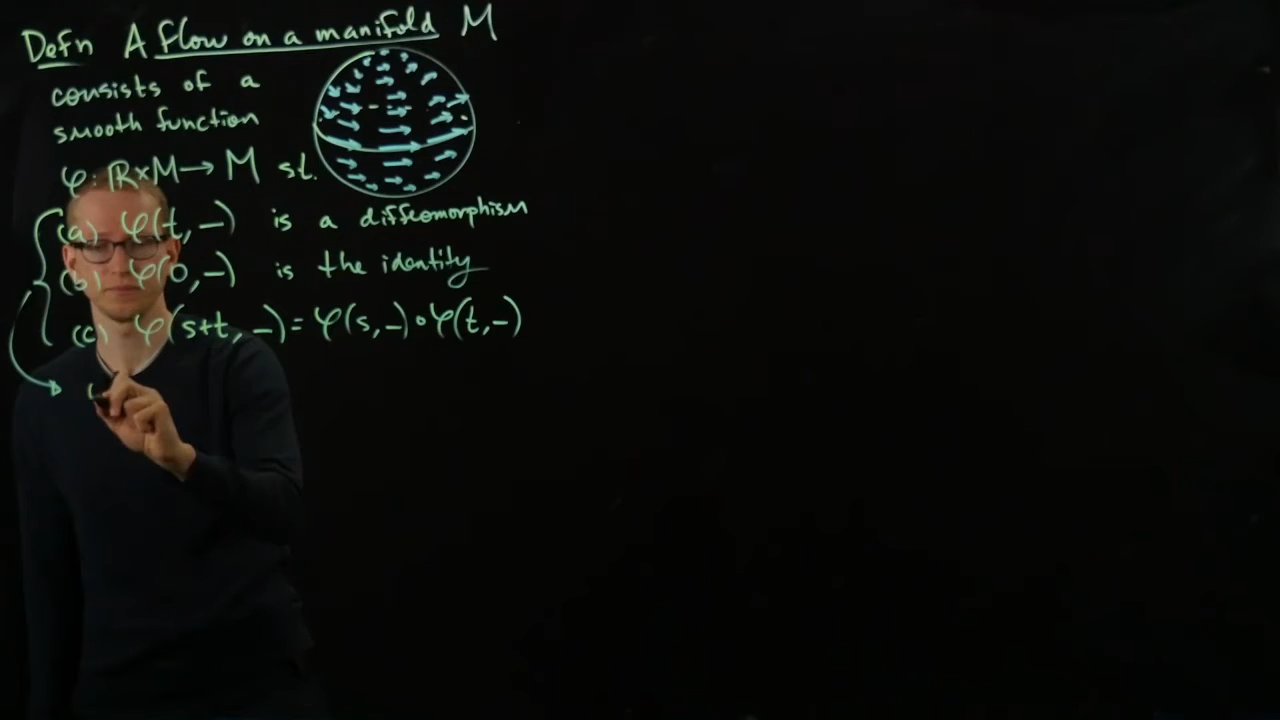 Defn A flow on a manifold M
consists of a
smooth function
φ: ℝ×M → M s.t.
(a) φ(t, –) is a diffeomorphism
(b) φ(0, –) is the identity
(c) φ(s+t, –) = φ(s, –) ∘ φ(t, –)